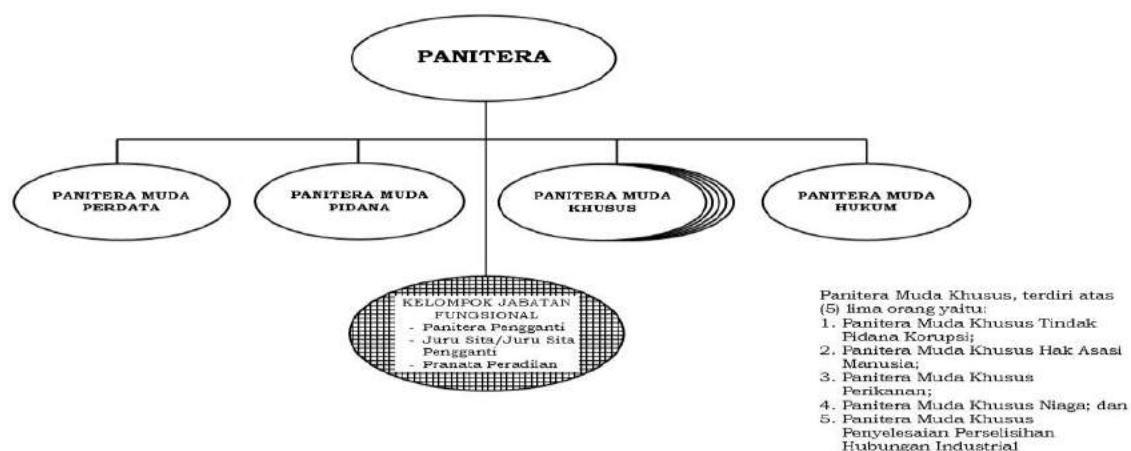 PANITERA
PANITERA MUDA
PERDATA
PANITERA MUDA
PIDANA
PANITERA MUDA
KHUSUS
PANITERA MUDA
HUKUM
KELOMPOK JABATAN
FUNGSIONAL
- Panitera Pengganti
- Juru Sita/Juru Sita
Pengganti
- Pranata Peradilan
Panitera Muda Khusus, terdiri atas
(5) lima orang yaitu:
1. Panitera Muda Khusus Tindak
Pidana Korupsi;
2. Panitera Muda Khusus Hak Asasi
Manusia;
3. Panitera Muda Khusus
Perikanan;
4. Panitera Muda Khusus Niaga; dan
5. Panitera Muda Khusus
Penyelesaian Perselisihan
Hubungan Industrial